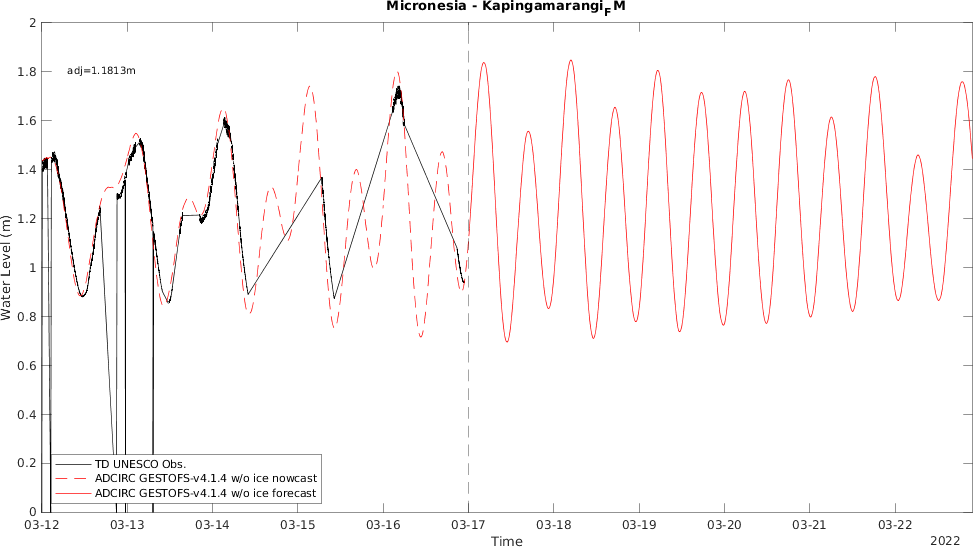 Micronesia - Kapingamarangi_FM
2
1.8
adj=1.1813m
1.6
1.4
1.2
1
0.8
0.6
0.4
0.2
0
Water Level (m)
TD UNESCO Obs.
ADCIRC GESTOFS-v4.1.4 w/o ice nowcast
ADCIRC GESTOFS-v4.1.4 w/o ice forecast
03-12 03-13 03-14 03-15 03-16 03-17 03-18 03-19 03-20 03-21 03-22
Time
2022